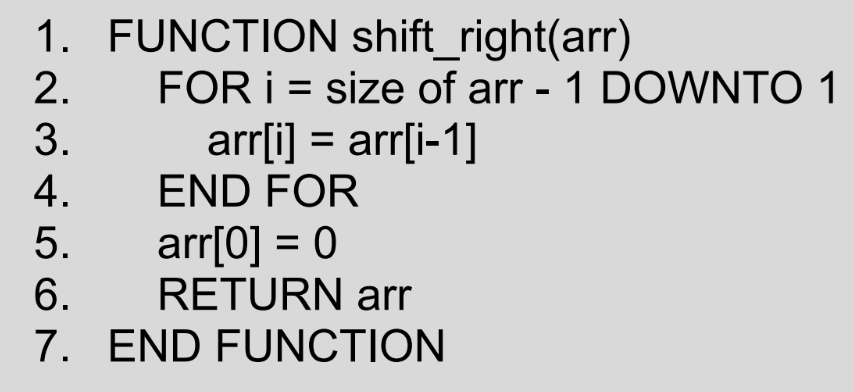 1. FUNCTION shift_right(arr)
2. FOR i = size of arr - 1 DOWNTO 1
3. arr[i] = arr[i-1]
4. END FOR
5. arr[0] = 0
6. RETURN arr
7. END FUNCTION